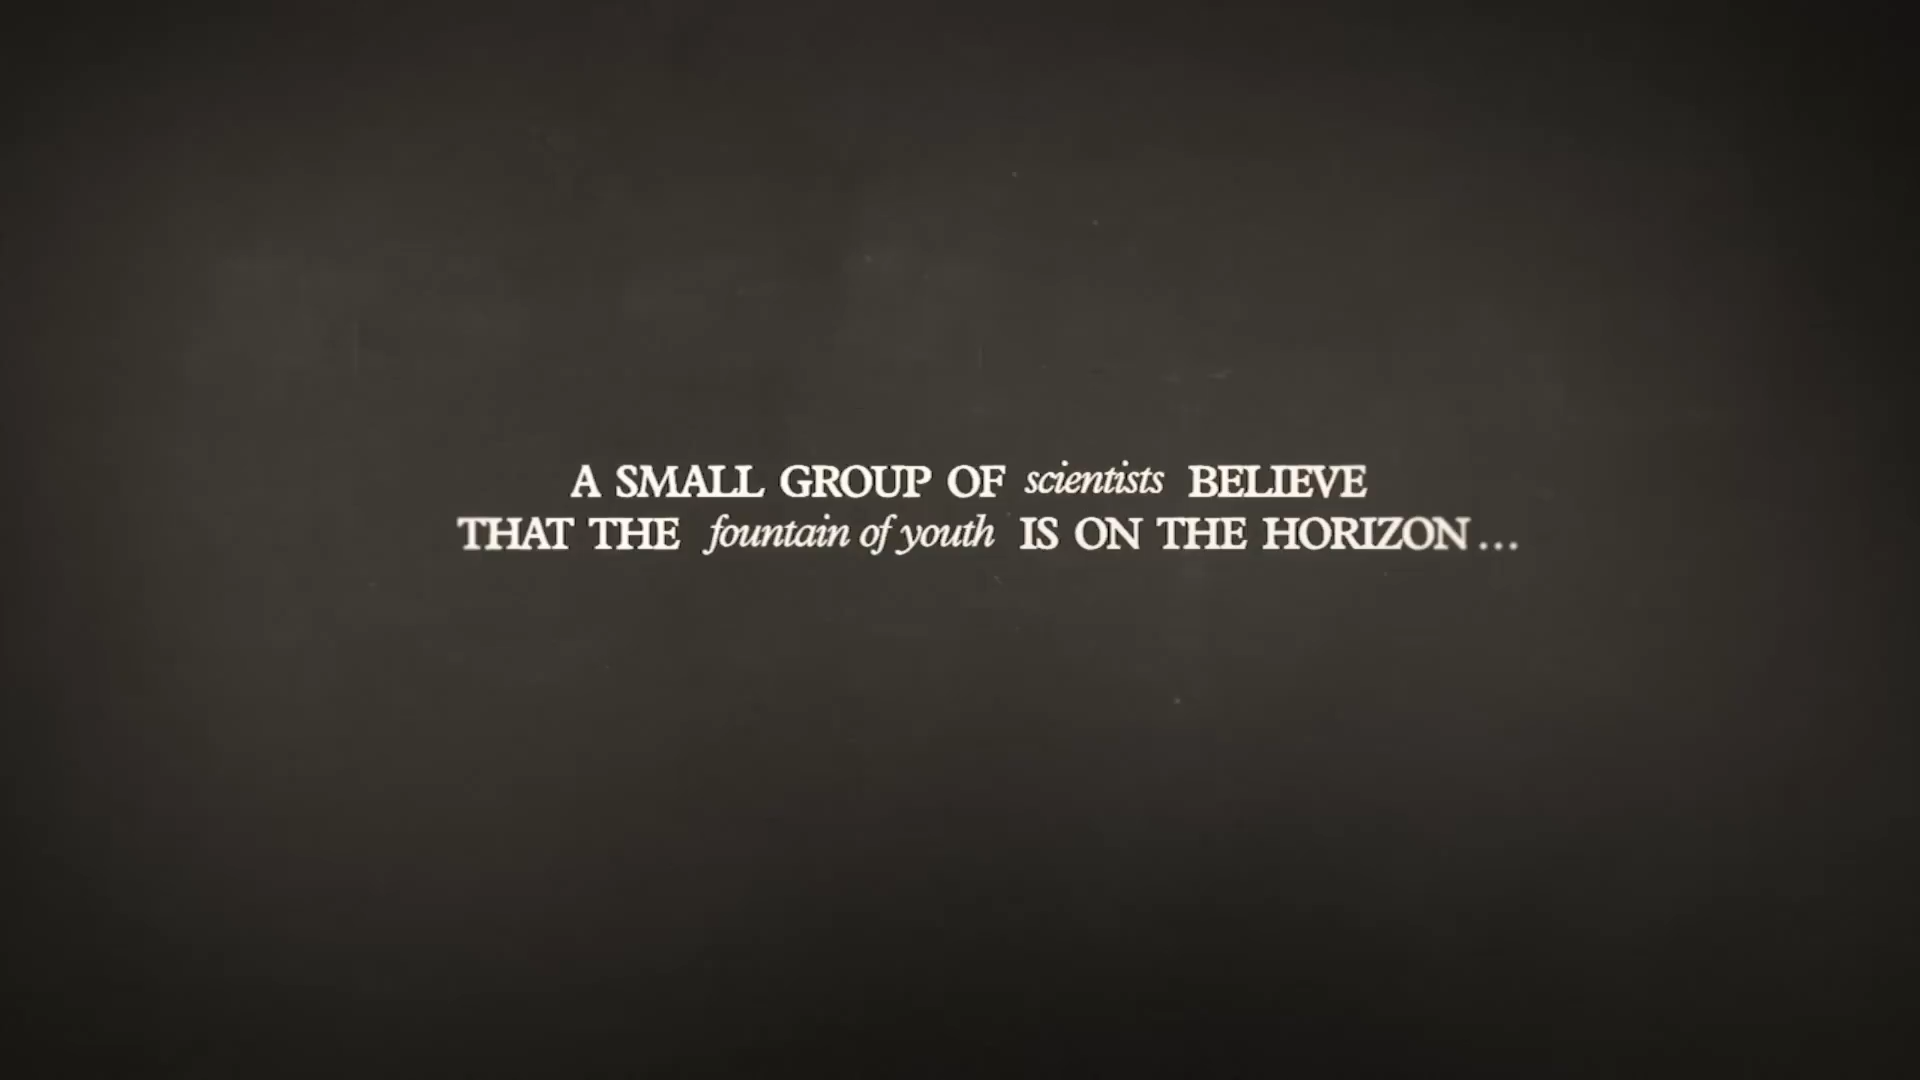 A SMALL GROUP OF scientists BELIEVE
THAT THE fountain of youth IS ON THE HORIZON...